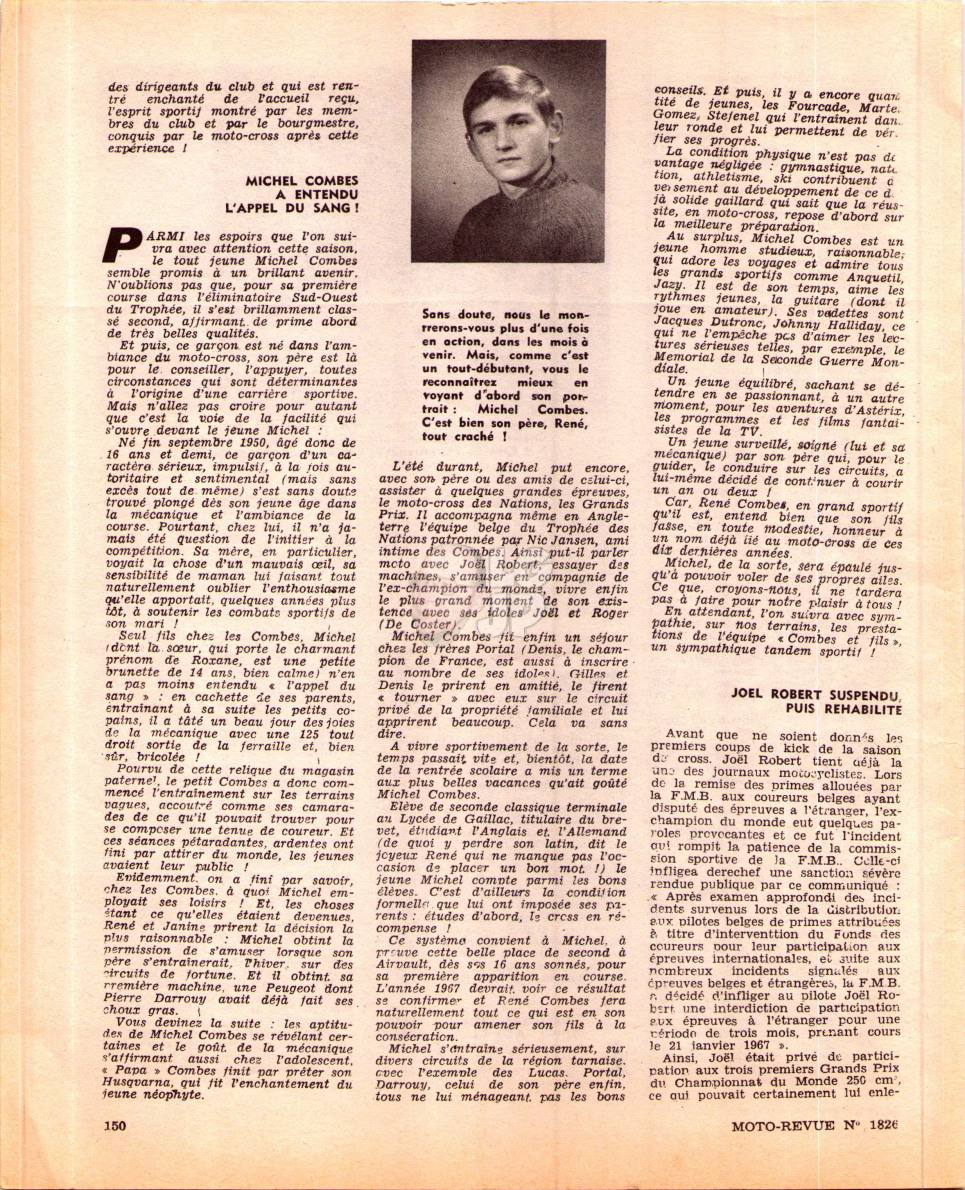 des dirigeants du club et qui est ren-
tré enchanté de l'accueil reçu,
l'esprit sportif montré par les mem-
bres du club et par le bourgmestre,
conquis par le moto-cross après cette
expérience !
MICHEL COMBES
A ENTENDU
L'APPEL DU SANG !
PARMI les espoirs que l'on sui-
vra avec attention cette saison,
le tout jeune Michel Combes
semble promis à un brillant avenir.
N'oublions pas que, pour sa première
course dans l'éliminatoire Sud-Ouest
du Trophée, il s'est brillamment clas-
sé second, affirmant de prime abord
de très belles qualités.
Et puis, ce garçon est né dans l'am-
biance du moto-cross, son père est là
pour le conseiller, l'appuyer, toutes
circonstances qui sont déterminantes
à l'origine d'une carrière sportive.
Mais n'allez pas croire pour autant
que c'est la voie de la facilité qui
s'ouvre devant le jeune Michel :
Né fin septembre 1950, âgé donc de
16 ans et demi, ce garçon d'un ca-
ractèra sérieux, impulsif, à la fois au-
toritaire et sentimental (mais sans
excès tout de même) s'est sans doute
trouvé plongé dès son jeune âge dans
la mécanique et l'ambiance de la
course. Pourtant, chez lui, il n'a ja-
mais été question de l'initier à la
compétition. Sa mère, en particulier,
voyait la chose d'un mauvais œil, sa
sensibilité de maman lui faisant tout
naturellement oublier l'enthousiasme
qu'elle apportait, quelques années plus
tôt, à soutenir les combats sportifs de
son mari !
Seul fils chez les Combes, Michel
(dont la sœur, qui porte le charmant
prénom de Roxane, est une petite
brunette de 14 ans, bien calme) n'en
a pas moins entendu « l'appel du
sang » : en cachette de ses parents,
entraînant à sa suite les petits co-
pains, il a tâté un beau jour des joies
de la mécanique avec une 125 tout
droit sortie de la ferraille et, bien
sûr, bricolée !
Pourvu de cette relique du magasin
paternel, le petit Combes a donc com-
mencé l'entraînement sur les terrains
vagues, accoutré comme ses camara-
des de ce qu'il pouvait trouver pour
se composer une tenue de coureur. Et
ces séances pétaradantes, ardentes ont
fini par attirer du monde, les jeunes
avaient leur public !
Evidemment, on a fini par savoir,
chez les Combes, à quoi Michel em-
ployait ses loisirs ! Et, les choses
étant ce qu'elles étaient devenues,
René et Janine prirent la décision la
plus raisonnable : Michel obtint la
permission de s'amuser lorsque son
père s'entraînerait, l'hiver, sur des
circuits de fortune. Et il obtint sa
première machine, une Peugeot dont
Pierre Darrouy avait déjà fait ses
choux gras.
Vous devinez la suite : les aptitu-
des de Michel Combes se révélant cer-
taines et le goût de la mécanique
s'affirmant aussi chez l'adolescent,
« Papa » Combes finit par prêter son
Husqvarna, qui fit l'enchantement du
jeune néophyte.
Sans doute, nous le mon-
trerons-vous plus d'une fois
en action, dans les mois à
venir. Mais, comme c'est
un tout-débutant, vous le
reconnaîtrez mieux en
voyant d'abord son por-
trait : Michel Combes.
C'est bien son père, René,
tout craché !
L'été durant, Michel put encore,
avec son père ou des amis de celui-ci,
assister à quelques grandes épreuves,
le moto-cross des Nations, les Grands
Prix. Il accompagna même en Angle-
terre l'équipe belge du Trophée des
Nations patronnée par Nic Jansen, ami
intime des Combes. Ainsi put-il parler
moto avec Joël Robert, essayer des
machines, s'amuser en compagnie de
l'ex-champion du monde, vivre enfin
le plus grand moment de son exis-
tence avec ses idoles Joël et Roger
(De Coster).
Michel Combes fit enfin un séjour
chez les frères Portal (Denis, le cham-
pion de France, est aussi à inscrire
au nombre de ses idoles). Gilles et
Denis le prirent en amitié, le firent
« tourner » avec eux sur le circuit
privé de la propriété familiale et lui
apprirent beaucoup. Cela va sans
dire.
A vivre sportivement de la sorte, le
temps passait vite et, bientôt, la date
de la rentrée scolaire a mis un terme
aux plus belles vacances qu'ait goûté
Michel Combes.
Elève de seconde classique terminale
au Lycée de Gaillac, titulaire du bre-
vet, étudiant l'Anglais et l'Allemand
(de quoi y perdre son latin, dit le
joyeux René qui ne manque pas l'oc-
casion de placer un bon mot !) le
jeune Michel compte parmi les bons
élèves. C'est d'ailleurs la condition
formelle que lui ont imposée ses pa-
rents : études d'abord, le cross en ré-
compense !
Ce système convient à Michel, à
preuve cette belle place de second à
Airvault, dès ses 16 ans sonnés, pour
sa première apparition en course.
L'année 1967 devrait voir ce résultat
se confirmer et René Combes fera
naturellement tout ce qui est en son
pouvoir pour amener son fils à la
consécration.
Michel s'entraîne sérieusement, sur
divers circuits de la région tarnaise,
avec l'exemple des Lucas, Portal,
Darrouy, celui de son père enfin,
tous ne lui ménageant pas les bons
conseils. Et puis, il y a encore quan
tité de jeunes, les Fourcade, Marte.
Gomez, Stefenel qui l'entraînent dan.
leur ronde et lui permettent de vér.
fier ses progrès.
La condition physique n'est pas dc
vantage négligée : gymnastique, nata
tion, athlétisme, ski contribuent d
versement au développement de ce d.
jà solide gaillard qui sait que la réus-
site, en moto-cross, repose d'abord sur
la meilleure préparation.
Au surplus, Michel Combes est un
jeune homme studieux, raisonnable,
qui adore les voyages et admire tous
les grands sportifs comme Anquetil,
Jazy. Il est de son temps, aime les
rythmes jeunes, la guitare (dont il
joue en amateur). Ses vedettes sont
Jacques Dutronc, Johnny Halliday, ce
qui ne l'empêche pas d'aimer les lec-
tures sérieuses telles, par exemple, le
Memorial de la Seconde Guerre Mon-
diale.
Un jeune équilibré, sachant se dé-
tendre en se passionnant, à un autre
moment, pour les aventures d'Astérix,
les programmes et les films fantai-
sistes de la TV.
Un jeune surveillé, soigné (lui et sa
mécanique) par son père qui, pour le
guider, le conduire sur les circuits, a
lui-même décidé de continuer à courir
un an ou deux !
Car, René Combes, en grand sportif
qu'il est, entend bien que son fils
fasse, en toute modestie, honneur à
un nom déjà lié au moto-cross de ces
dix dernières années.
Michel, de la sorte, sera épaulé jus-
qu'à pouvoir voler de ses propres ailes.
Ce que, croyons-nous, il ne tardera
pas à faire pour notre plaisir à tous !
En attendant, l'on suivra avec sym-
pathie, sur nos terrains, les presta-
tions de l'équipe « Combes et fils »,
un sympathique tandem sportif !
JOEL ROBERT SUSPENDU,
PUIS REHABILITE
Avant que ne soient donnés les
premiers coups de kick de la saison
de cross. Joël Robert tient déjà la
une des journaux motocyclistes. Lors
de la remise des primes allouées par
la F.M.B. aux coureurs belges ayant
disputé des épreuves à l'étranger, l'ex-
champion du monde eut quelques pa-
roles provocantes et ce fut l'incident
qui rompit la patience de la commis-
sion sportive de la F.M.B.. Celle-ci
infligea derechef une sanction sévère
rendue publique par ce communiqué :
« Après examen approfondi des inci-
dents survenus lors de la distribution
aux pilotes belges de primes attribuées
à titre d'interventtion du Fonds des
coureurs pour leur participation aux
épreuves internationales, et suite aux
nombreux incidents signalés aux
épreuves belges et étrangères, la F.M.B.
a décidé d'infliger au pilote Joël Ro-
bert une interdiction de participation
aux épreuves à l'étranger pour une
période de trois mois, prenant cours
le 21 janvier 1967 ».
Ainsi, Joël était privé de partici-
pation aux trois premiers Grands Prix
du Championnat du Monde 250 cm³,
ce qui pouvait certainement lui enle-
150
MOTO-REVUE N° 1826